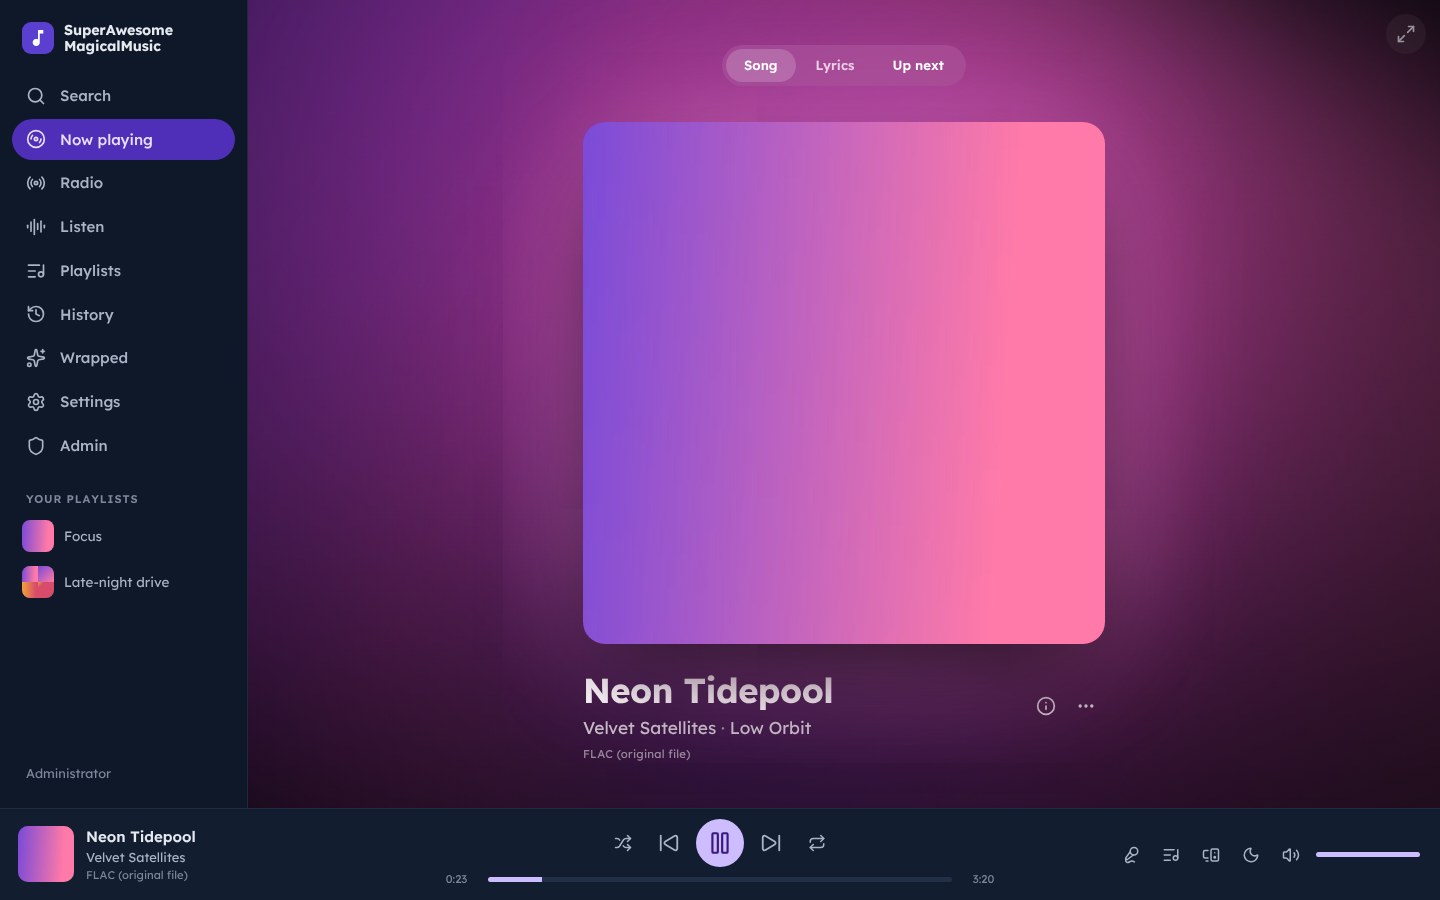 SuperAwesome
MagicalMusic
Search
Now playing
Radio
Listen
Playlists
History
Wrapped
Settings
Admin
YOUR PLAYLISTS
Focus
Late-night drive
Administrator
Song Lyrics Up next
Neon Tidepool
Velvet Satellites · Low Orbit
FLAC (original file)
Neon Tidepool
Velvet Satellites
FLAC (original file)
0:23 3:20